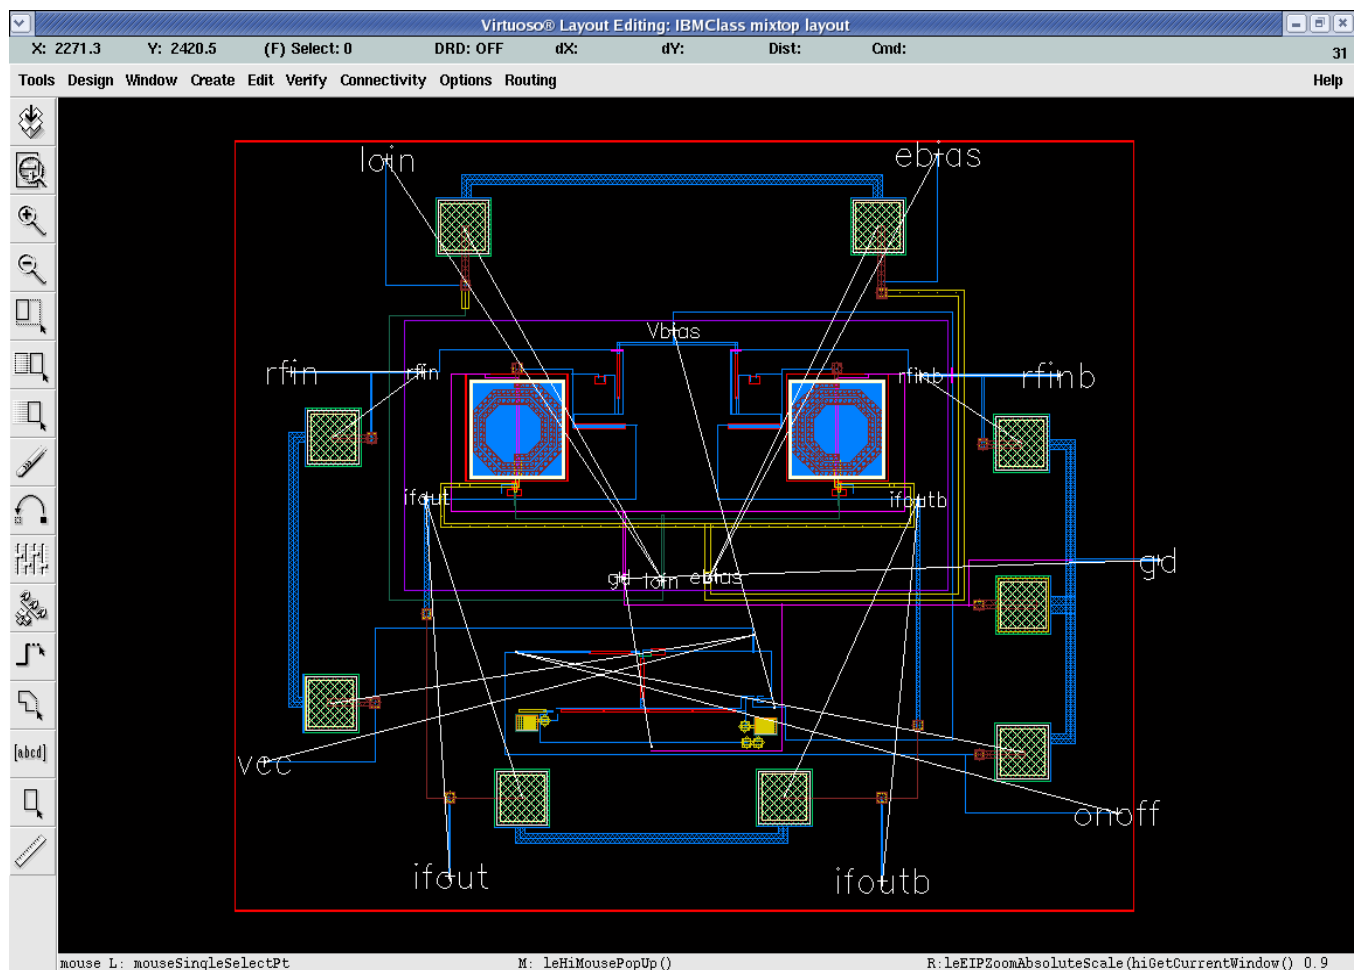 Virtuoso® Layout Editing: IBMClass mixtop layout
X: 2271.3 Y: 2420.5 (F) Select: 0 DRD: OFF dX: dY: Dist: Cmd: 31
Tools Design Window Create Edit Verify Connectivity Options Routing Help
loin ebias
Vbias
rfin rfin rfinb rfinb
ifout ifoutb
gd
gd loin ebias
[abcd]
vcc
onoff
ifout ifoutb
mouse L: mouseSingleSelectPt M: leHiMousePopUp() R:leEIPZoomAbsoluteScale(hiGetCurrentWindow() 0.9